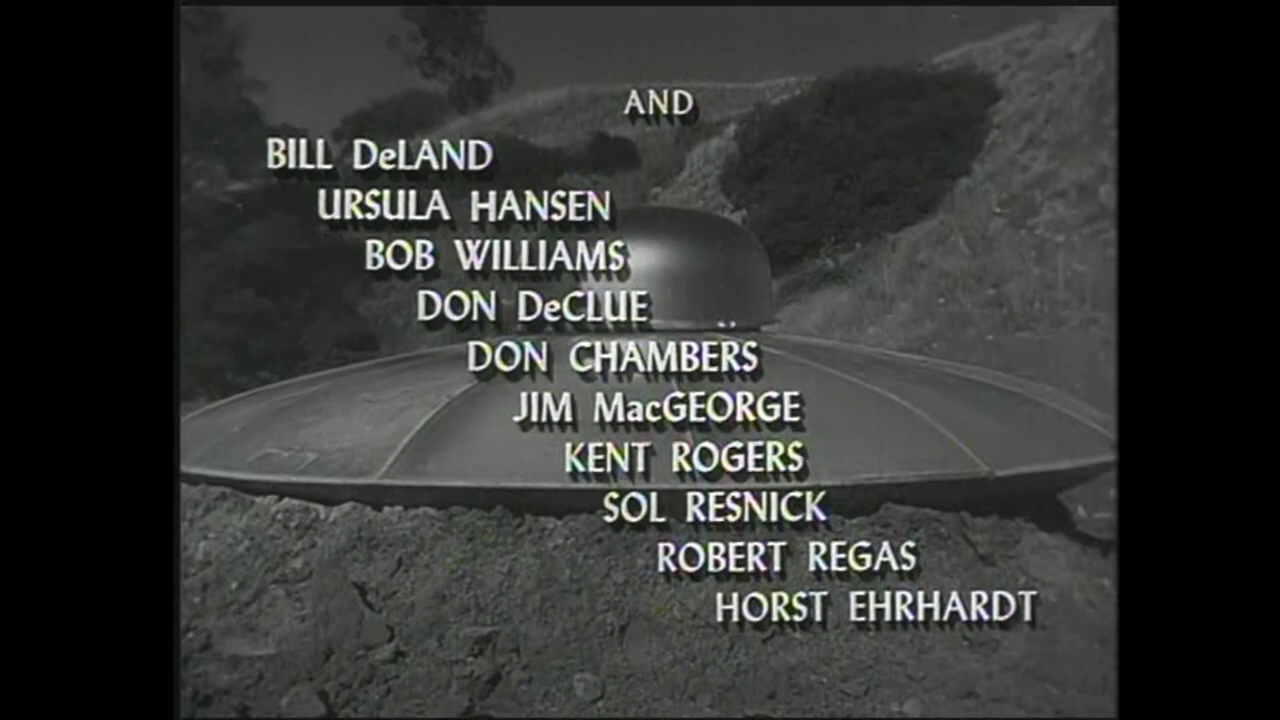 AND
BILL DeLAND
URSULA HANSEN
BOB WILLIAMS
DON DeCLUE
DON CHAMBERS
JIM MacGEORGE
KENT ROGERS
SOL RESNICK
ROBERT REGAS
HORST EHRHARDT